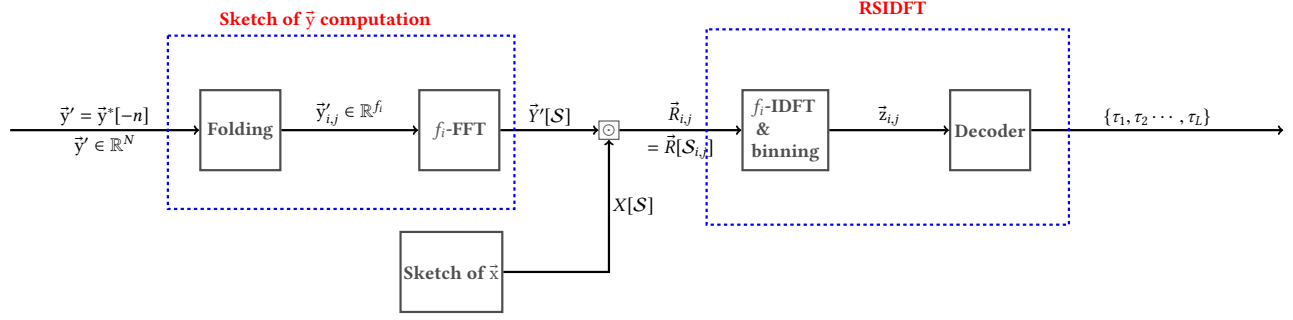 Sketch of y⃗ computation
RSIDFT
y⃗′ = y⃗*[−n]
y⃗′ ∈ ℝ^N
Folding
y⃗′_{i,j} ∈ ℝ^{f_i}
f_i-FFT
Y⃗′[𝒮]
⊙
R⃗_{i,j}
= R⃗[𝒮_{i,j}]
f_i-IDFT
&
binning
z⃗_{i,j}
Decoder
{τ_1, τ_2 ⋯ , τ_L}
X[𝒮]
Sketch of x⃗